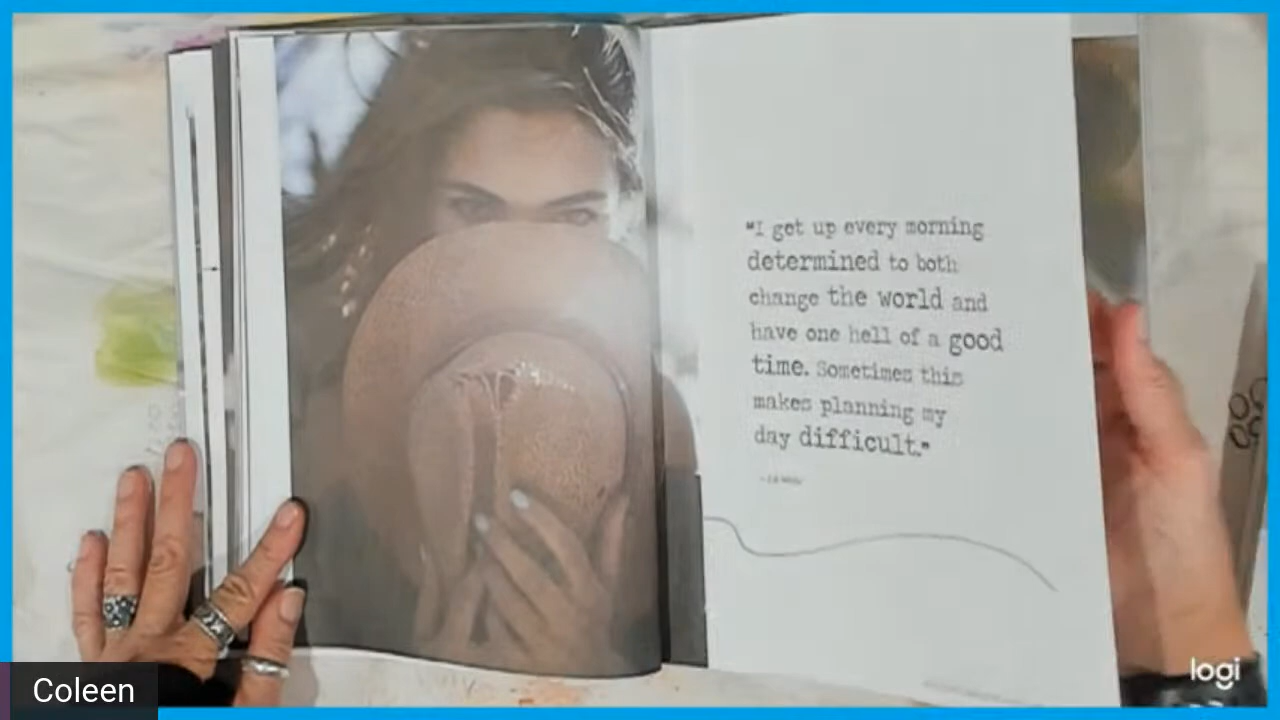 “I get up every morning
determined to both
change the world and
have one hell of a good
time. Sometimes this
makes planning my
day difficult.”
Coleen
logi